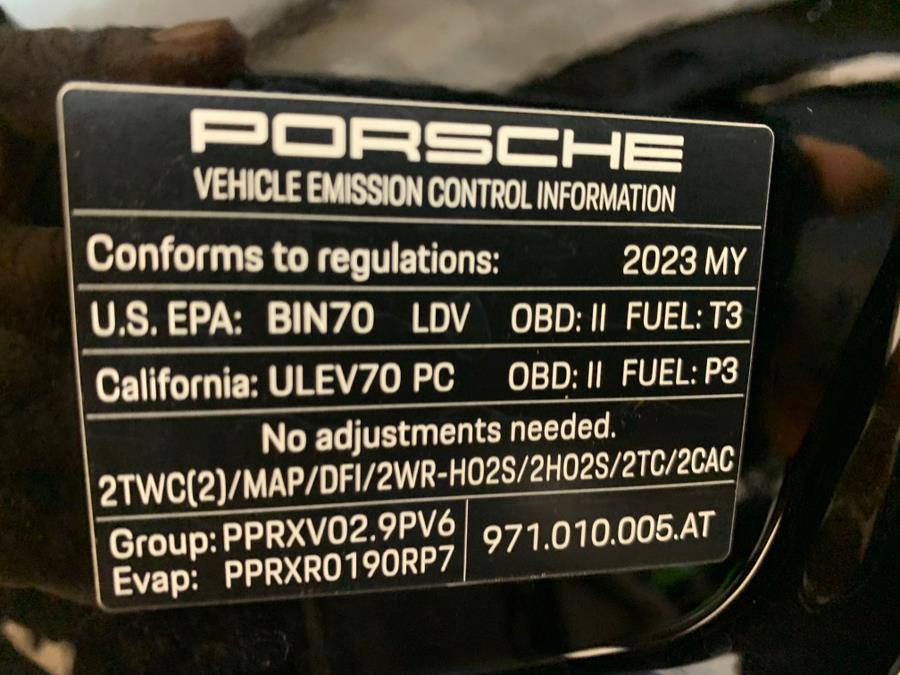 PORSCHE
VEHICLE EMISSION CONTROL INFORMATION
Conforms to regulations: 2023 MY
U.S. EPA: BIN70 LDV OBD: II FUEL: T3
California: ULEV70 PC OBD: II FUEL: P3
No adjustments needed.
2TWC(2)/MAP/DFI/2WR-HO2S/2HO2S/2TC/2CAC
Group: PPRXV02.9PV6
Evap: PPRXR0190RP7
971.010.005.AT